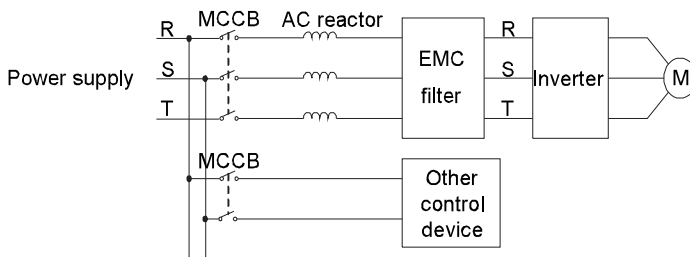 MCCB AC reactor
R R
Power supply S EMC filter S Inverter M
T T
MCCB
Other control device